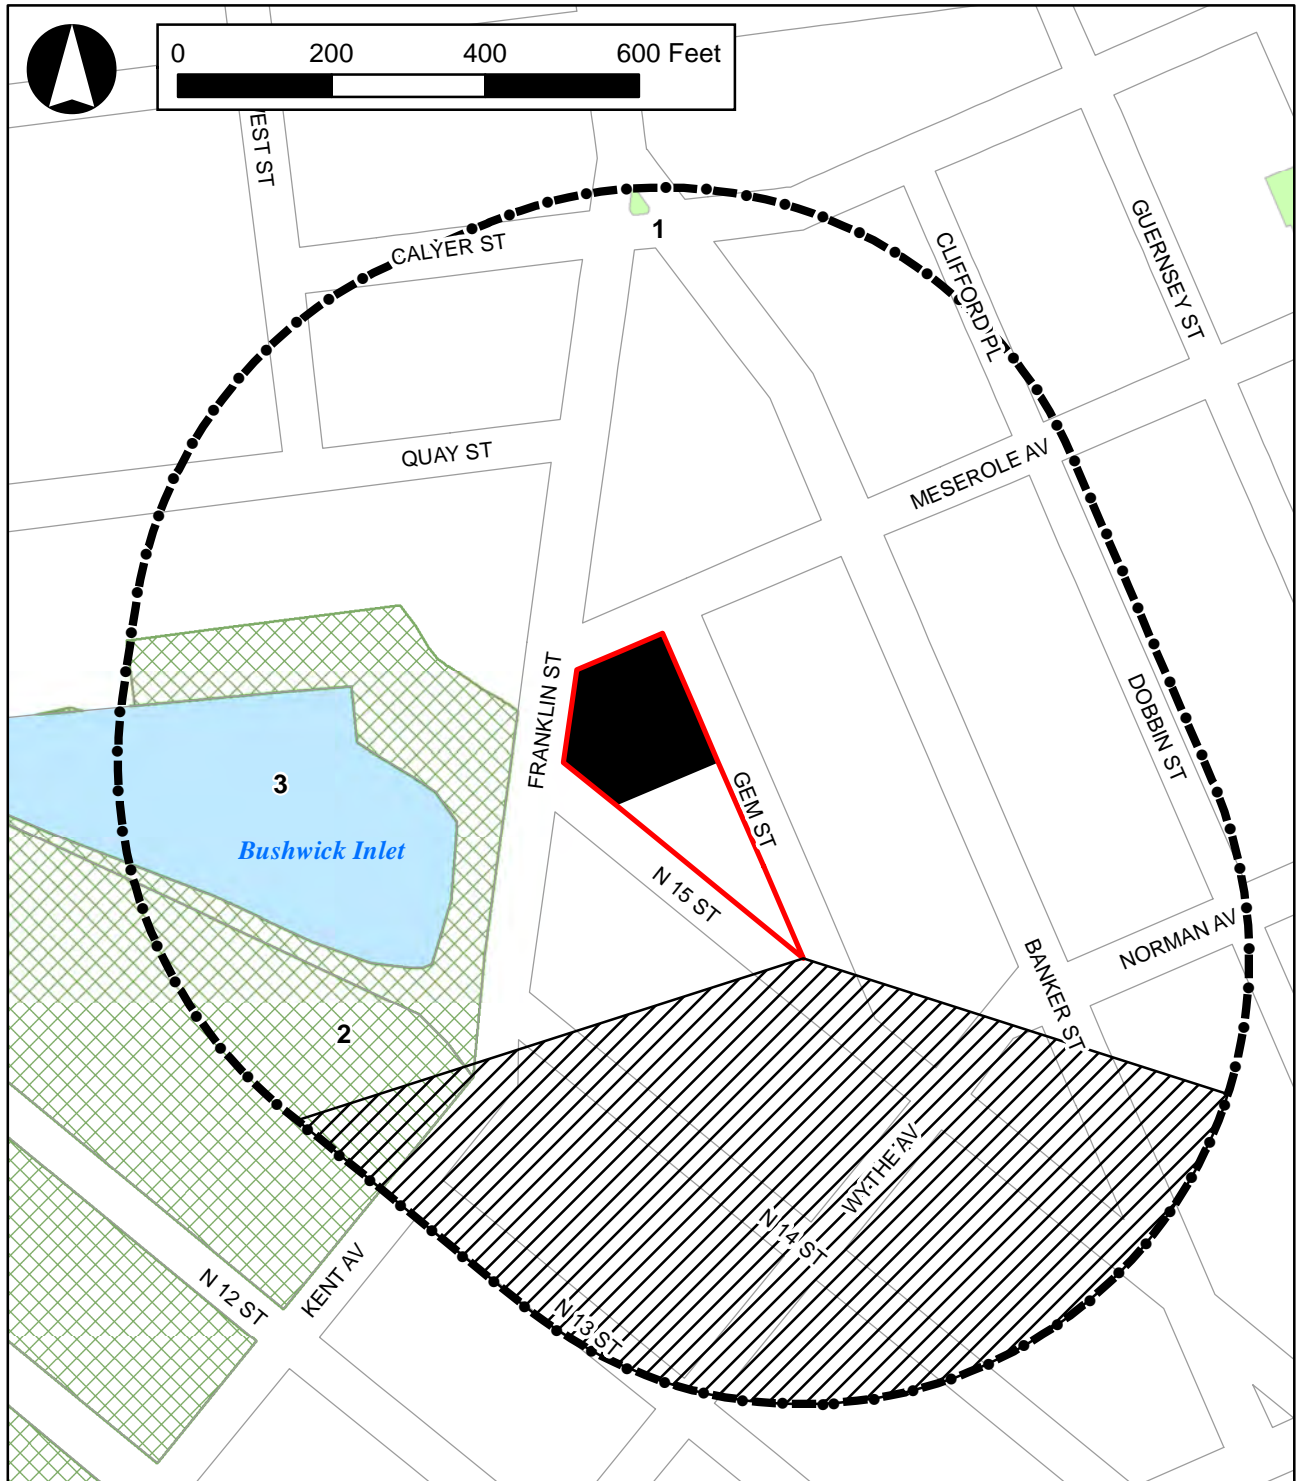 0 200 400 600 Feet
EST ST
1
CALYER ST
CLIFFORD PL
GUERNSEY ST
QUAY ST
MESEROLE AV
FRANKLIN ST
DOBBIN ST
3
GEM ST
Bushwick Inlet
N 15 ST
NORMAN AV
BANKER ST
2
WYTHE AV
N 14 ST
N 12 ST
KENT AV
N 13 ST